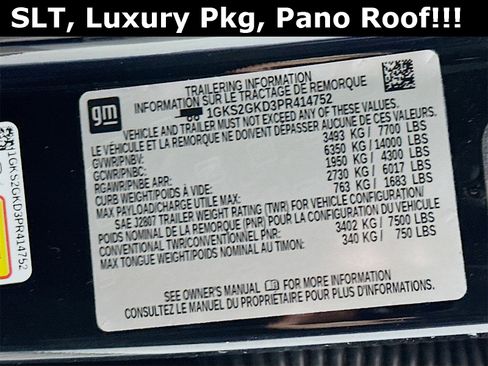 SLT, Luxury Pkg, Pano Roof!!!
gm
TRAILERING INFORMATION
INFORMATION SUR LE TRACTAGE DE REMORQUE
1GKS2GKD3PR414752
VEHICLE AND TRAILER MUST NOT EXCEED ANY OF THESE VALUES.
LE VÉHICULE ET LA REMORQUE NE DOIVENT PAS DÉPASSER AUCUNE DE CES VALEURS.
GVWR/PNBV: 3493 KG / 7700 LBS
GCWR/PNBC: 6350 KG / 14000 LBS
RGAWR/PNBE APR: 1950 KG / 4300 LBS
CURB WEIGHT/POIDS À VIDE: 2730 KG / 6017 LBS
MAX PAYLOAD/CHARGE UTILE MAX: 763 KG / 1683 LBS
SAE J2807 TRAILER WEIGHT RATING (TWR) FOR VEHICLE CONFIGURATION
POIDS NOMINAL DE LA REMORQUE (PNR) POUR LA CONFIGURATION DU VÉHICULE
CONVENTIONAL TWR/CONVENTIONNEL PNR: 3402 KG / 7500 LBS
MAX TONGUE WEIGHT/POIDS NOMINAL AU TIMON: 340 KG / 750 LBS
SEE OWNER'S MANUAL FOR MORE INFORMATION
CONSULTEZ LE MANUEL DU PROPRIÉTAIRE POUR PLUS D'INFORMATION
1GKS2GKD3PR414752